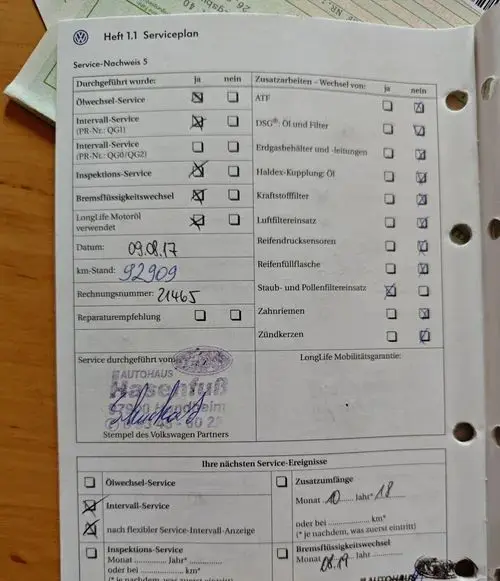 Heft 1.1 Serviceplan
Service-Nachweis 5
Durchgeführt wurde: ja nein
Ölwechsel-Service
Intervall-Service
(PR-Nr.: QG1)
Intervall-Service
(PR-Nr.: QG0/QG2)
Inspektions-Service
Bremsflüssigkeitswechsel
LongLife Motoröl
verwendet
Datum: 09.08.17
km-Stand: 92909
Rechnungsnummer: 21465
Reparaturempfehlung
Zusatzarbeiten – Wechsel von: ja nein
ATF
DSG®: Öl und Filter
Erdgasbehälter und -leitungen
Haldex-Kupplung: Öl
Kraftstofffilter
Luftfiltereinsatz
Reifendrucksensoren
Reifenfüllflasche
Staub- und Pollenfiltereinsatz
Zahnriemen
Zündkerzen
Service durchgeführt von:
AUTOHAUS
Hasenfuß
Stempel des Volkswagen Partners
LongLife Mobilitätsgarantie:
Ihre nächsten Service-Ereignisse
Ölwechsel-Service
Intervall-Service
nach flexibler Service-Intervall-Anzeige
Inspektions-Service
Monat ........ Jahr*........
oder bei ................ km*
Zusatzumfänge
Monat 10 Jahr* 18
oder bei ................ km*
(* je nachdem, was zuerst eintritt)
Bremsflüssigkeitswechsel
Monat 08.19 Jahr
AUTOHAUS